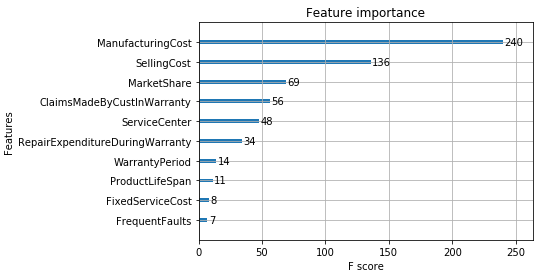 Feature importance
Features
ManufacturingCost 240
SellingCost 136
MarketShare 69
ClaimsMadeByCustInWarranty 56
ServiceCenter 48
RepairExpenditureDuringWarranty 34
WarrantyPeriod 14
ProductLifeSpan 11
FixedServiceCost 8
FrequentFaults 7
0 50 100 150 200 250
F score